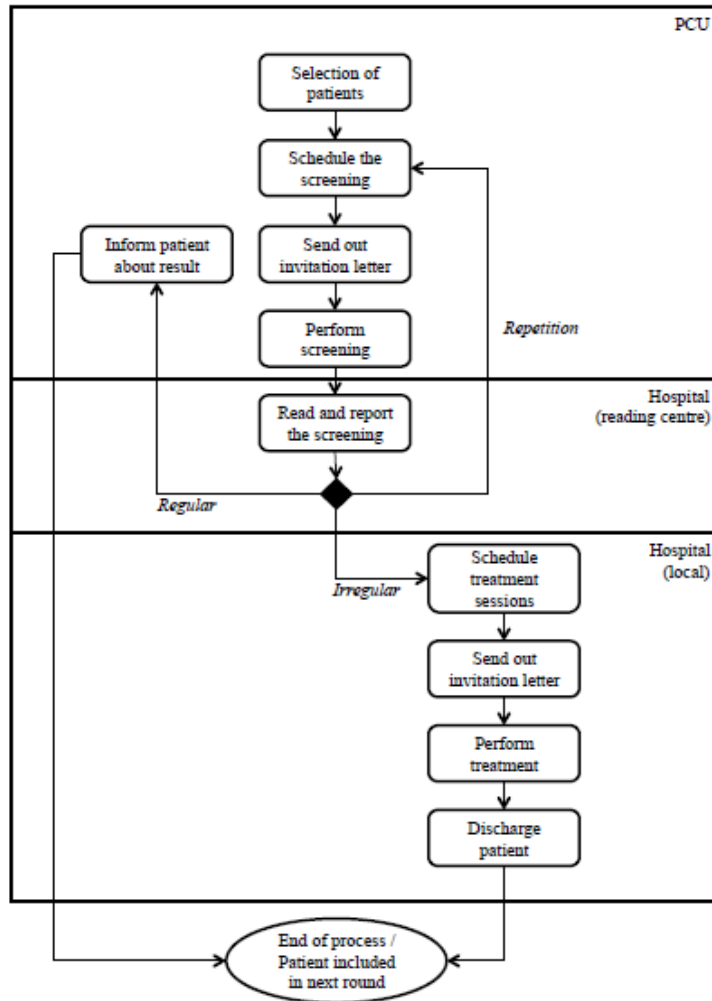 PCU
Selection of
patients
Schedule the
screening
Inform patient
about result
Send out
invitation letter
Perform
screening
Repetition
Hospital
(reading centre)
Read and report
the screening
Regular
Hospital
(local)
Schedule
treatment
sessions
Irregular
Send out
invitation letter
Perform
treatment
Discharge
patient
End of process /
Patient included
in next round